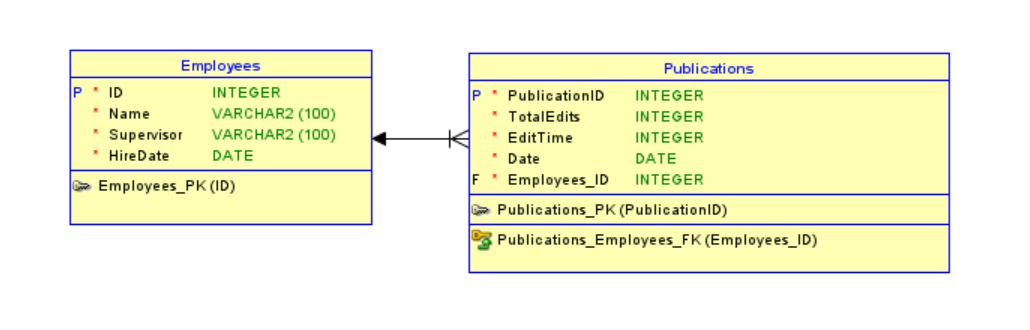 Employees
P * ID INTEGER
* Name VARCHAR2 (100)
* Supervisor VARCHAR2 (100)
* HireDate DATE
Employees_PK (ID)
Publications
P * PublicationID INTEGER
* TotalEdits INTEGER
* EditTime INTEGER
* Date DATE
F * Employees_ID INTEGER
Publications_PK (PublicationID)
Publications_Employees_FK (Employees_ID)